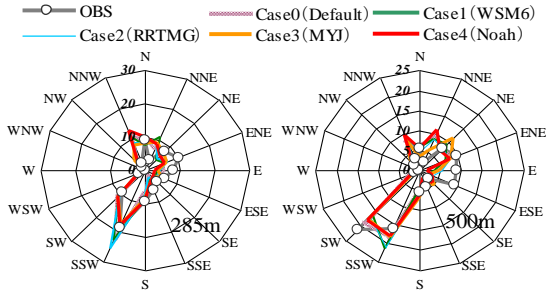 OBS Case0(Default) Case1(WSM6)
Case2(RRTMG) Case3(MYJ) Case4(Noah)
N
NNE
NE
ENE
E
ESE
SE
SSE
S
SSW
SW
WSW
W
WNW
NW
NNW
30
20
10
0
285m
N
NNE
NE
ENE
E
ESE
SE
SSE
S
SSW
SW
WSW
W
WNW
NW
NNW
25
20
15
10
5
0
500m